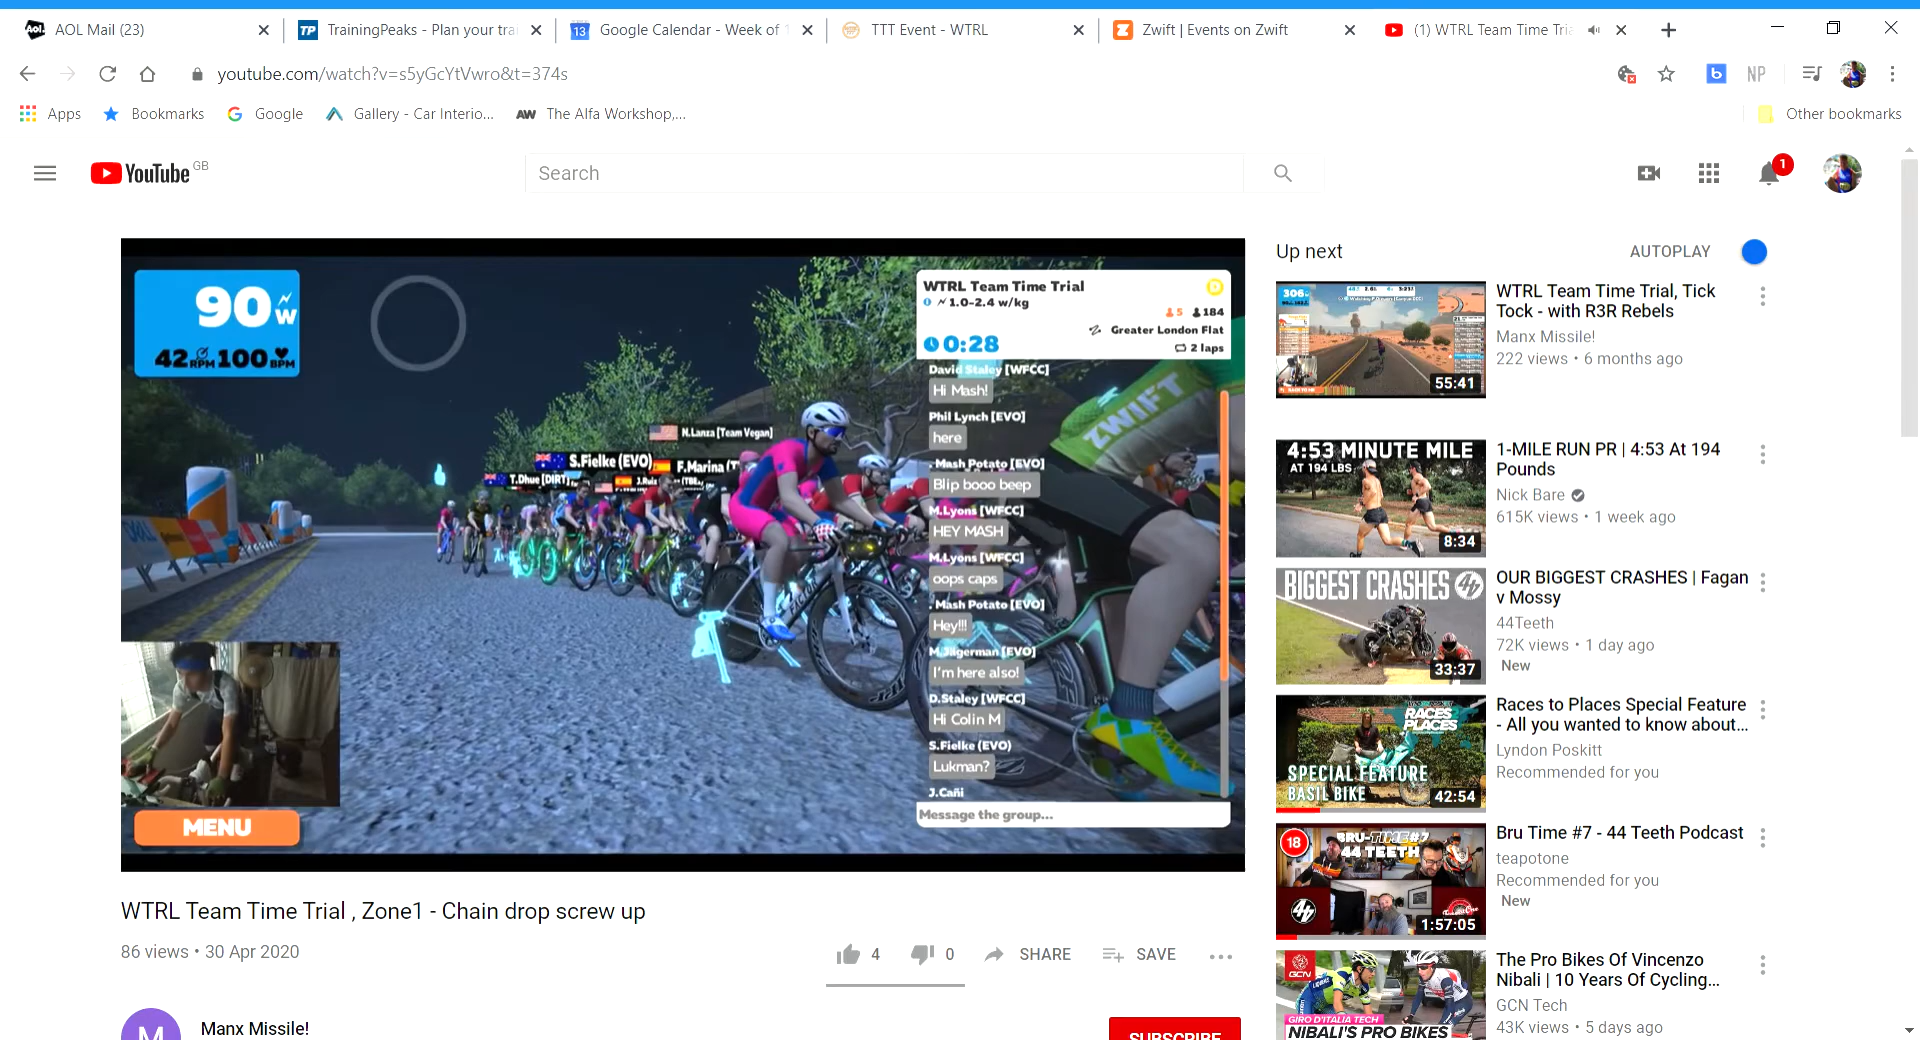 AOL Mail (23)
TrainingPeaks - Plan your tra
Google Calendar - Week of 1
TTT Event - WTRL
Zwift | Events on Zwift
(1) WTRL Team Time Tria
youtube.com/watch?v=s5yGcYtVwro&t=374s
NP
Apps
Bookmarks
Google
Gallery - Car Interio...
AW The Alfa Workshop,...
Other bookmarks
YouTube GB
Search
1
90 W
42 RPM 100 BPM
WTRL Team Time Trial
1.0-2.4 w/kg
5 184
Greater London Flat
0:28
2 laps
David Staley [WFCC]
Hi Mash!
Phil Lynch [EVO]
here
. Mash Potato [EVO]
Blip booo beep
M.Lyons [WFCC]
HEY MASH
M.Lyons [WFCC]
oops caps
. Mash Potato [EVO]
Hey!!!
M.Jägerman [EVO]
I'm here also!
D.Staley [WFCC]
Hi Colin M
S.Fielke (EVO)
Lukman?
J.Cañi
Message the group...
N.Lanza [Team Vegan]
S.Fielke (EVO)
F.Marina (T
T.Dhue [DIRT]
J.Ruiz
(TBE
ZWIFT
MENU
WTRL Team Time Trial , Zone1 - Chain drop screw up
86 views • 30 Apr 2020
4
0
SHARE
SAVE
M
Manx Missile!
SUBSCRIBE
Up next
AUTOPLAY
306
55:41
WTRL Team Time Trial, Tick
Tock - with R3R Rebels
Manx Missile!
222 views • 6 months ago
4:53 MINUTE MILE
AT 194 LBS
8:34
1-MILE RUN PR | 4:53 At 194
Pounds
Nick Bare
615K views • 1 week ago
BIGGEST CRASHES
33:37
OUR BIGGEST CRASHES | Fagan
v Mossy
44Teeth
72K views • 1 day ago
New
RACES
PLACES
SPECIAL FEATURE
BASIL BIKE
42:54
Races to Places Special Feature
- All you wanted to know about...
Lyndon Poskitt
Recommended for you
18
BRU-TIME #7
44 TEETH
1:57:05
Bru Time #7 - 44 Teeth Podcast
teapotone
Recommended for you
New
GCN
GIRO D'ITALIA TECH
NIBALI'S PRO BIKES
The Pro Bikes Of Vincenzo
Nibali | 10 Years Of Cycling...
GCN Tech
43K views • 5 days ago